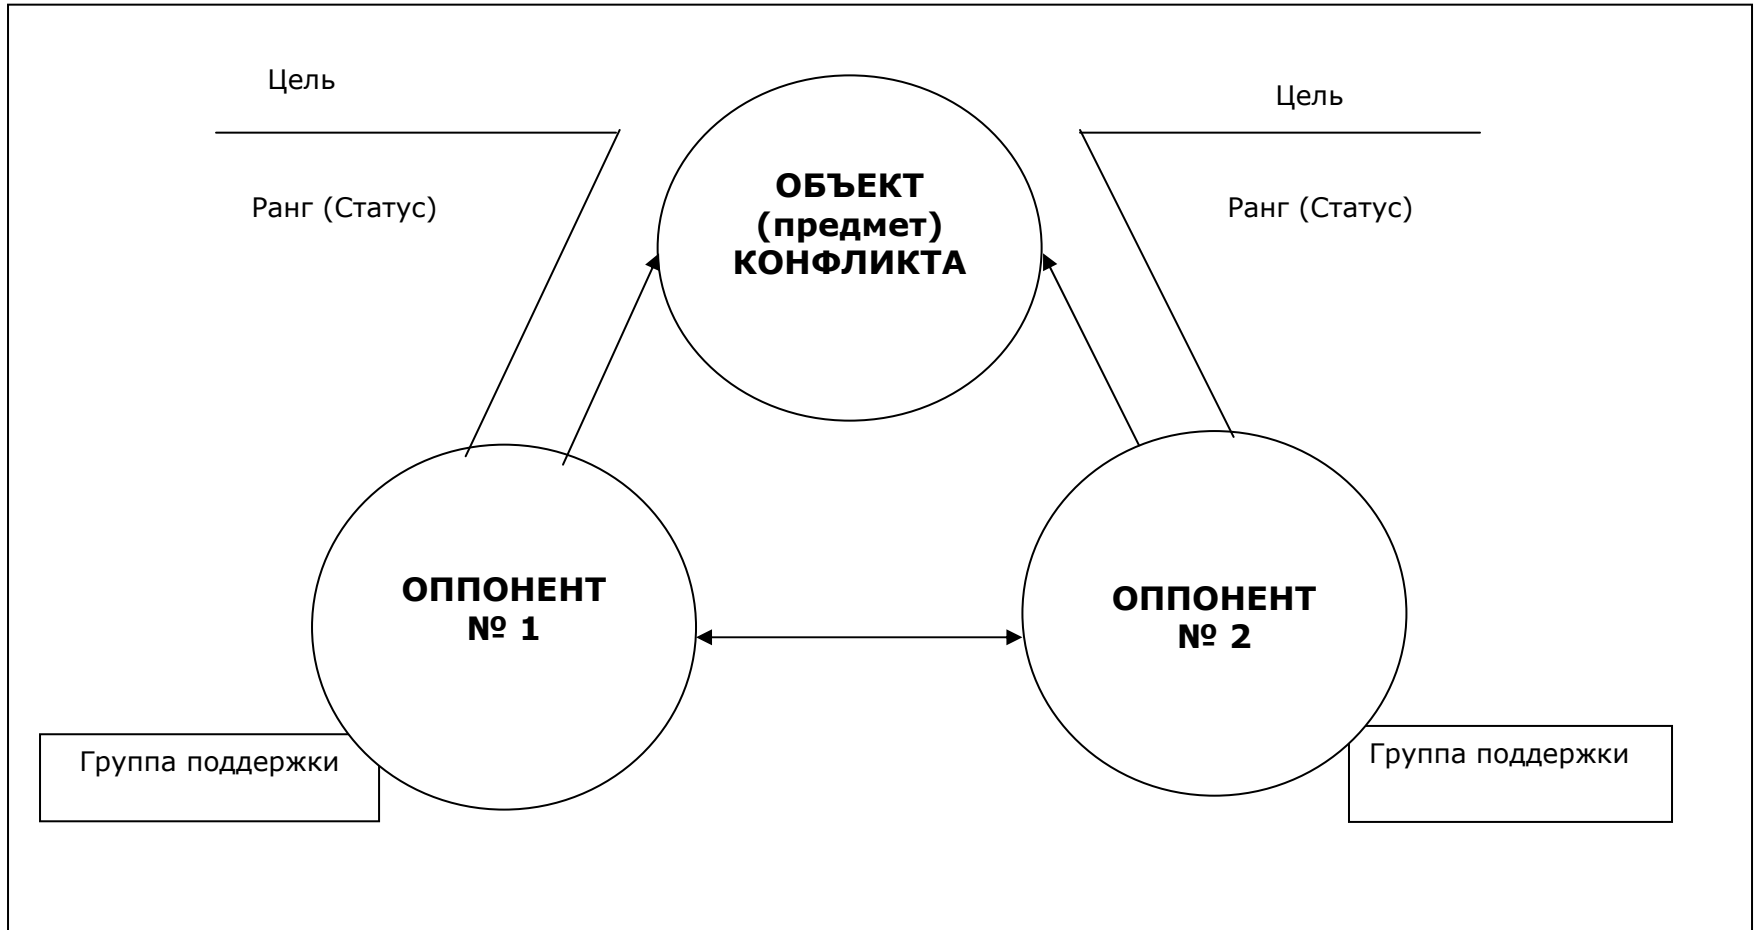 Цель
Цель
Ранг (Статус)
Ранг (Статус)
ОБЪЕКТ
(предмет)
КОНФЛИКТА
ОППОНЕНТ
№ 1
ОППОНЕНТ
№ 2
Группа поддержки
Группа поддержки